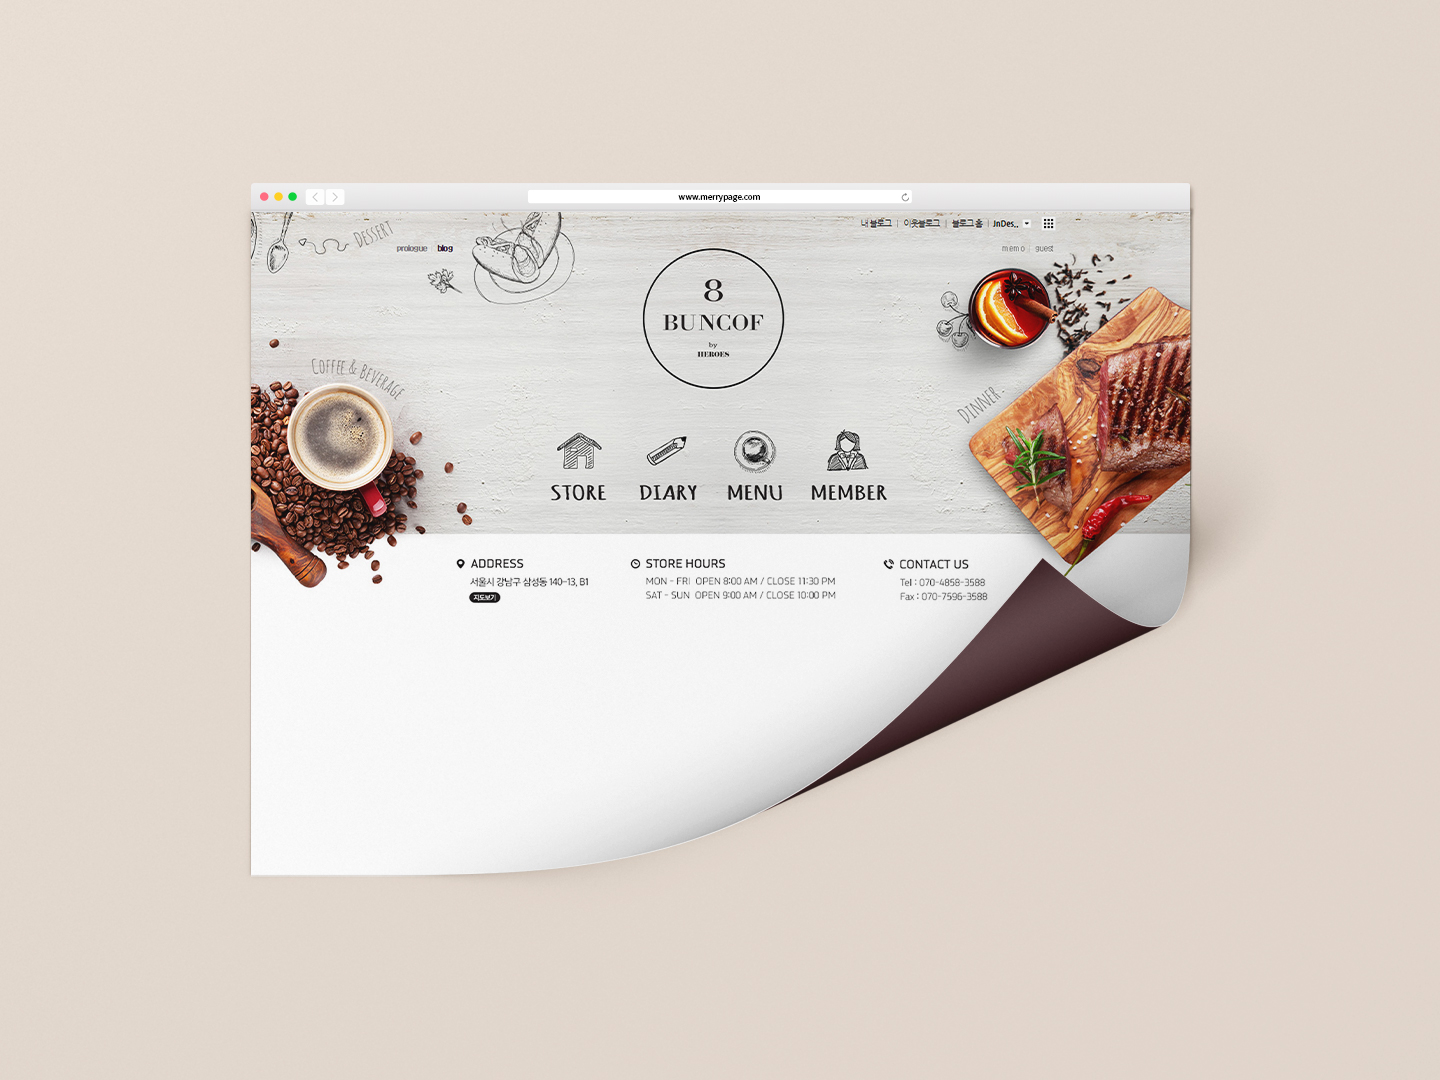 www.merrypage.com
내 블로그 | 이웃블로그 | 블로그 홈 | JnDes..
DESSERT
prologue | blog
memo | guest
8
BUNCOF
by
HEROES
COFFEE & BEVERAGE
DINNER
STORE DIARY MENU MEMBER
ADDRESS
서울시 강남구 삼성동 140-13, B1
지도보기
STORE HOURS
MON - FRI OPEN 8:00 AM / CLOSE 11:30 PM
SAT - SUN OPEN 9:00 AM / CLOSE 10:00 PM
CONTACT US
Tel : 070-4858-3588
Fax : 070-7596-3588